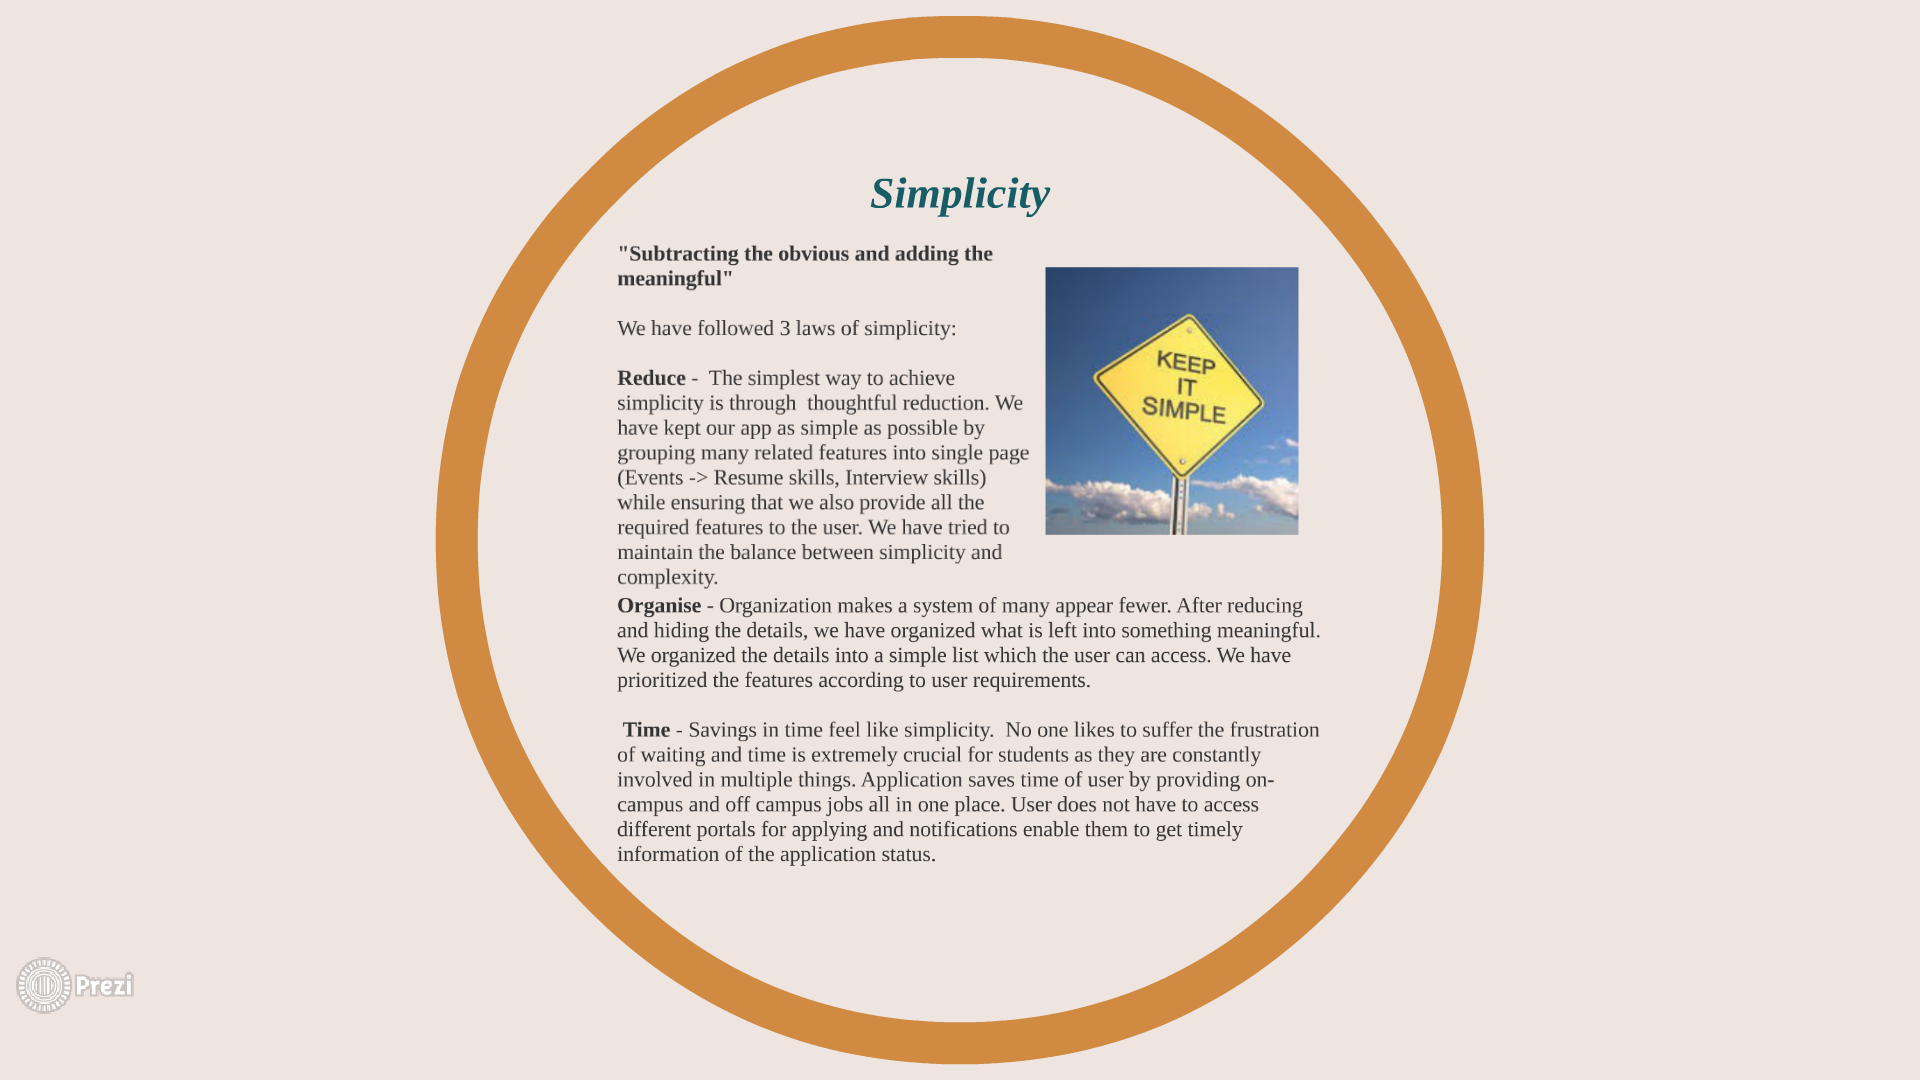 Simplicity
"Subtracting the obvious and adding the
meaningful"
We have followed 3 laws of simplicity:
Reduce -  The simplest way to achieve
simplicity is through  thoughtful reduction. We
have kept our app as simple as possible by
grouping many related features into single page
(Events -> Resume skills, Interview skills)
while ensuring that we also provide all the
required features to the user. We have tried to
maintain the balance between simplicity and
complexity.
KEEP
IT
SIMPLE
Organise - Organization makes a system of many appear fewer. After reducing
and hiding the details, we have organized what is left into something meaningful.
We organized the details into a simple list which the user can access. We have
prioritized the features according to user requirements.
Time - Savings in time feel like simplicity.  No one likes to suffer the frustration
of waiting and time is extremely crucial for students as they are constantly
involved in multiple things. Application saves time of user by providing on-
campus and off campus jobs all in one place. User does not have to access
different portals for applying and notifications enable them to get timely
information of the application status.
Prezi